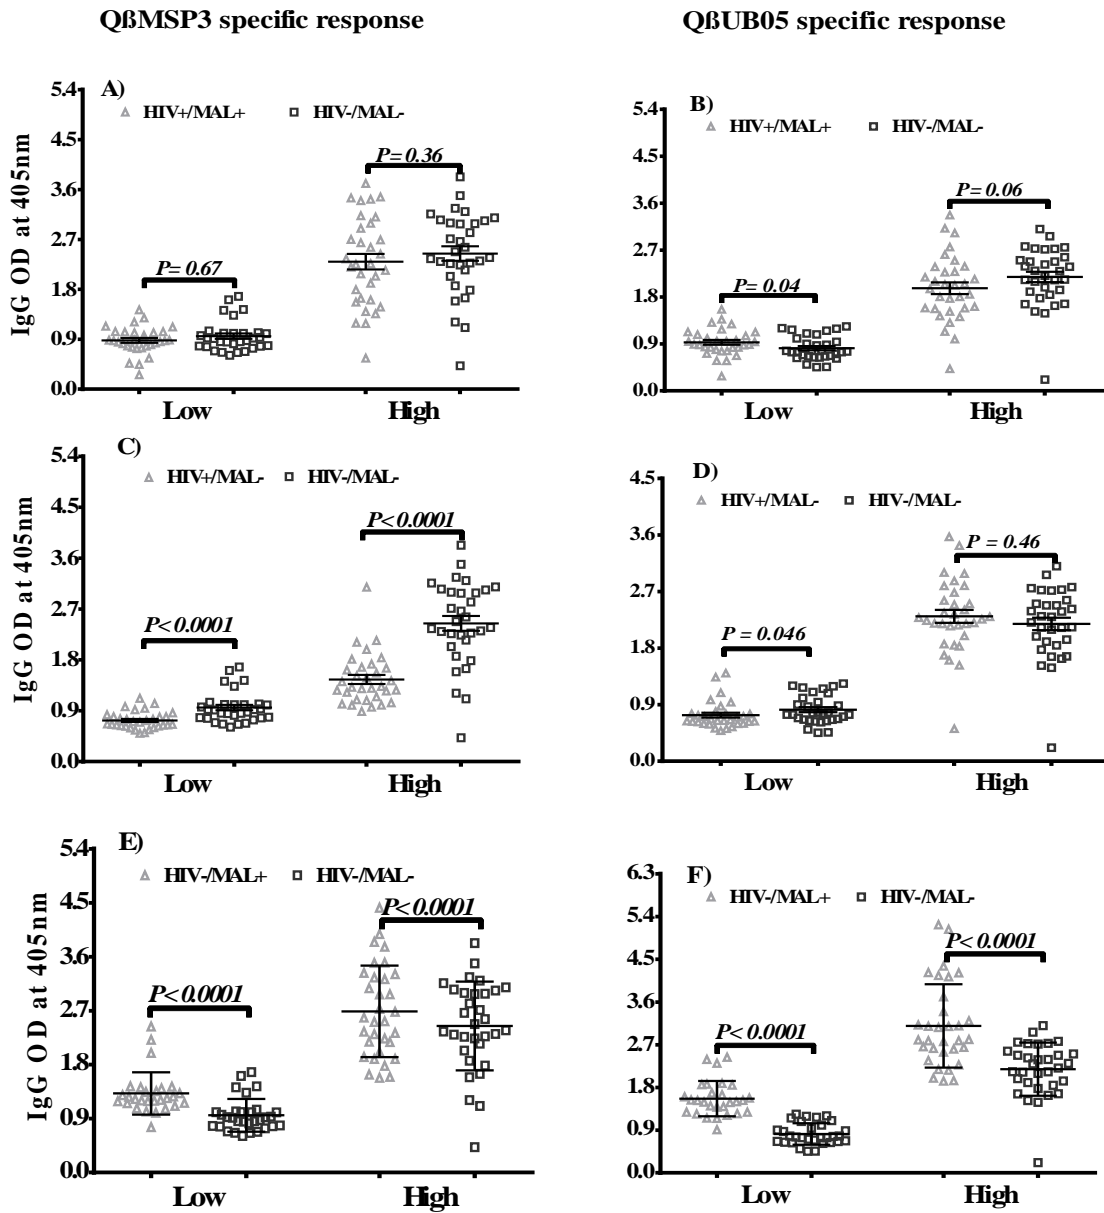 QßMSP3 specific response
QßUB05 specific response
A)
HIV+/MAL+ HIV-/MAL-
P= 0.36
P= 0.67
IgG OD at 405nm
5.4
4.5
3.6
2.7
1.8
0.9
0.0
Low High
B)
HIV+/MAL+ HIV-/MAL-
P= 0.06
P= 0.04
5.4
4.5
3.6
2.7
1.8
0.9
0.0
Low High
C)
HIV+/MAL- HIV-/MAL-
P<0.0001
P<0.0001
IgG OD at 405nm
5.4
4.5
3.6
2.7
1.8
0.9
0.0
Low High
D)
HIV+/MAL- HIV-/MAL-
P = 0.46
P = 0.046
4.5
3.6
2.7
1.8
0.9
0.0
Low High
E)
HIV-/MAL+ HIV-/MAL-
P<0.0001
P<0.0001
IgG OD at 405nm
5.4
4.5
3.6
2.7
1.8
0.9
0.0
Low High
F)
HIV-/MAL+ HIV-/MAL-
P<0.0001
P<0.0001
6.3
5.4
4.5
3.6
2.7
1.8
0.9
0.0
Low High